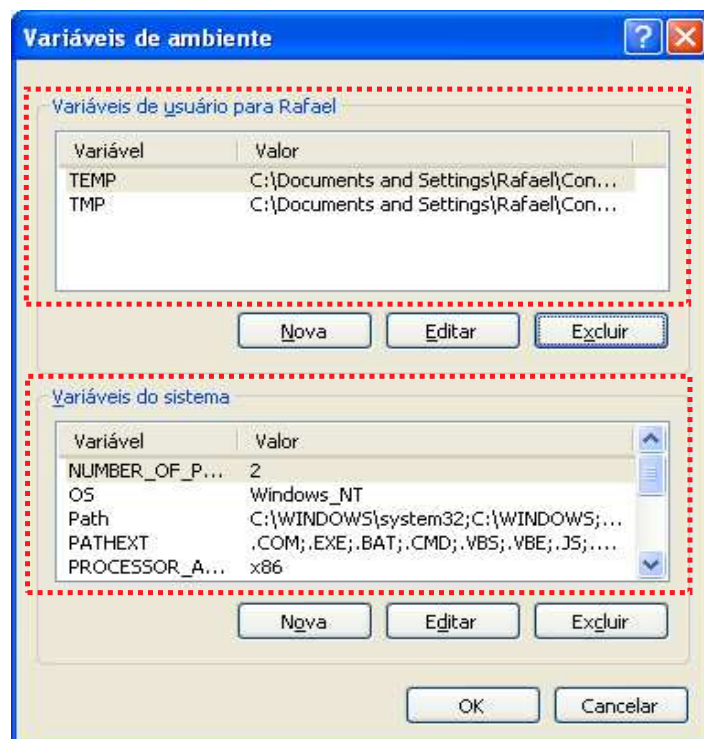 Variáveis de ambiente
Variáveis de usuário para Rafael
Variável Valor
TEMP C:\Documents and Settings\Rafael\Con...
TMP C:\Documents and Settings\Rafael\Con...
Nova Editar Excluir
Variáveis do sistema
Variável Valor
NUMBER_OF_P... 2
OS Windows_NT
Path C:\WINDOWS\system32;C:\WINDOWS;...
PATHEXT .COM;.EXE;.BAT;.CMD;.VBS;.VBE;.JS;....
PROCESSOR_A... x86
Nova Editar Excluir
OK Cancelar